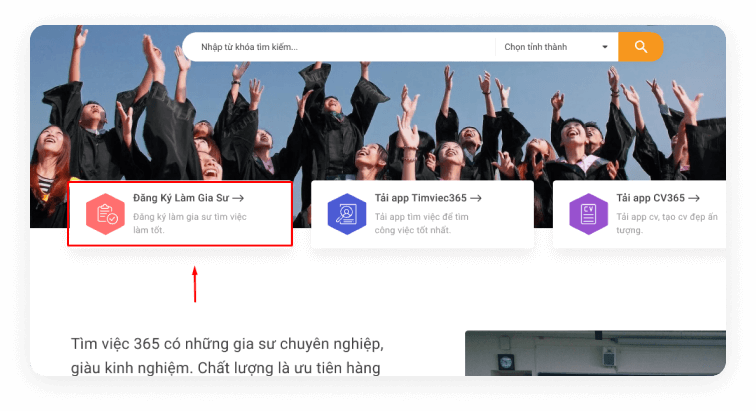 Nhập từ khóa tìm kiếm...
Chọn tỉnh thành
Đăng Ký Làm Gia Sư
Đăng ký làm gia sư tìm việc
làm tốt.
Tải app Timviec365
Tải app tìm việc để tìm
công việc tốt nhất.
CV
Tải app CV365
Tải app cv, tạo cv đẹp ấn
tượng.
Tìm việc 365 có những gia sư chuyên nghiệp,
giàu kinh nghiệm. Chất lượng là ưu tiên hàng